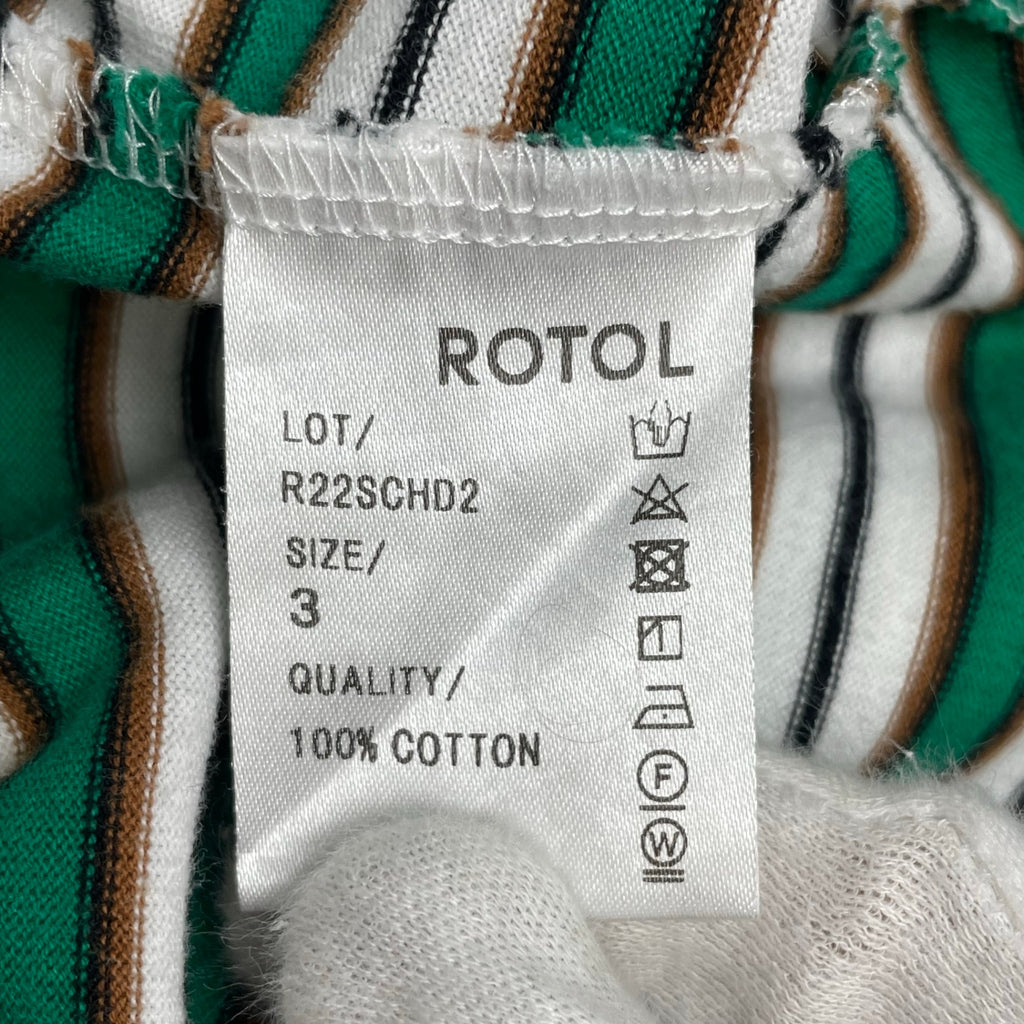 ROTOL
LOT/
R22SCHD2
SIZE/
3
QUALITY/
100% COTTON
F
W